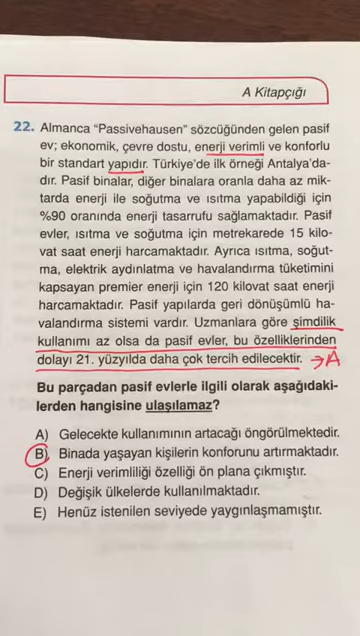 A Kitapçığı
22. Almanca "Passivehausen" sözcüğünden gelen pasif
ev; ekonomik, çevre dostu, enerji verimli ve konforlu
bir standart yapıdır. Türkiye'de ilk örneği Antalya'da-
dır. Pasif binalar, diğer binalara oranla daha az mik-
tarda enerji ile soğutma ve ısıtma yapabildiği için
%90 oranında enerji tasarrufu sağlamaktadır. Pasif
evler, ısıtma ve soğutma için metrekarede 15 kilo-
vat saat enerji harcamaktadır. Ayrıca ısıtma, soğut-
ma, elektrik aydınlatma ve havalandırma tüketimini
kapsayan premier enerji için 120 kilovat saat enerji
harcamaktadır. Pasif yapılarda geri dönüşümlü ha-
valandırma sistemi vardır. Uzmanlara göre şimdilik
kullanımı az olsa da pasif evler, bu özelliklerinden
dolayı 21. yüzyılda daha çok tercih edilecektir. →A
Bu parçadan pasif evlerle ilgili olarak aşağıdaki-
lerden hangisine ulaşılamaz?
A) Gelecekte kullanımının artacağı öngörülmektedir.
B) Binada yaşayan kişilerin konforunu artırmaktadır.
C) Enerji verimliliği özelliği ön plana çıkmıştır.
D) Değişik ülkelerde kullanılmaktadır.
E) Henüz istenilen seviyede yaygınlaşmamıştır.